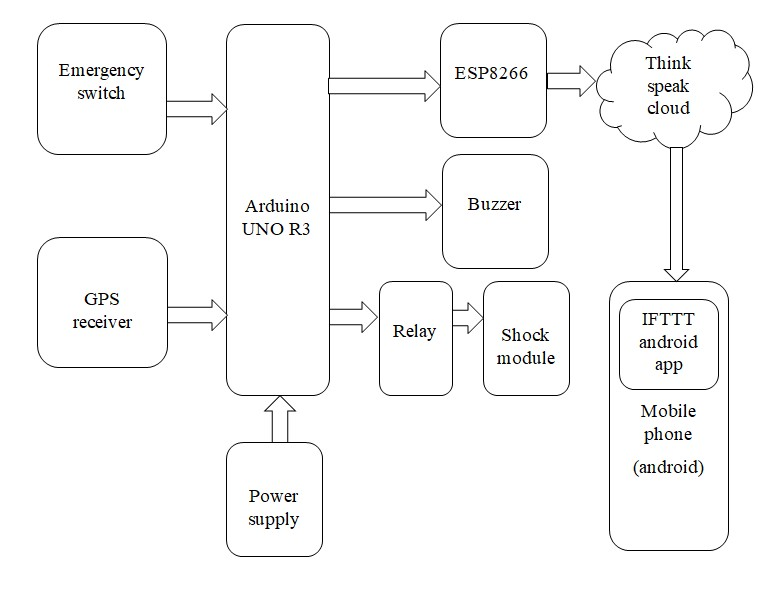 Emergency
switch
GPS
receiver
Arduino
UNO R3
Power
supply
ESP8266
Buzzer
Relay
Shock
module
Think
speak
cloud
IFTTT
android
app
Mobile
phone
(android)